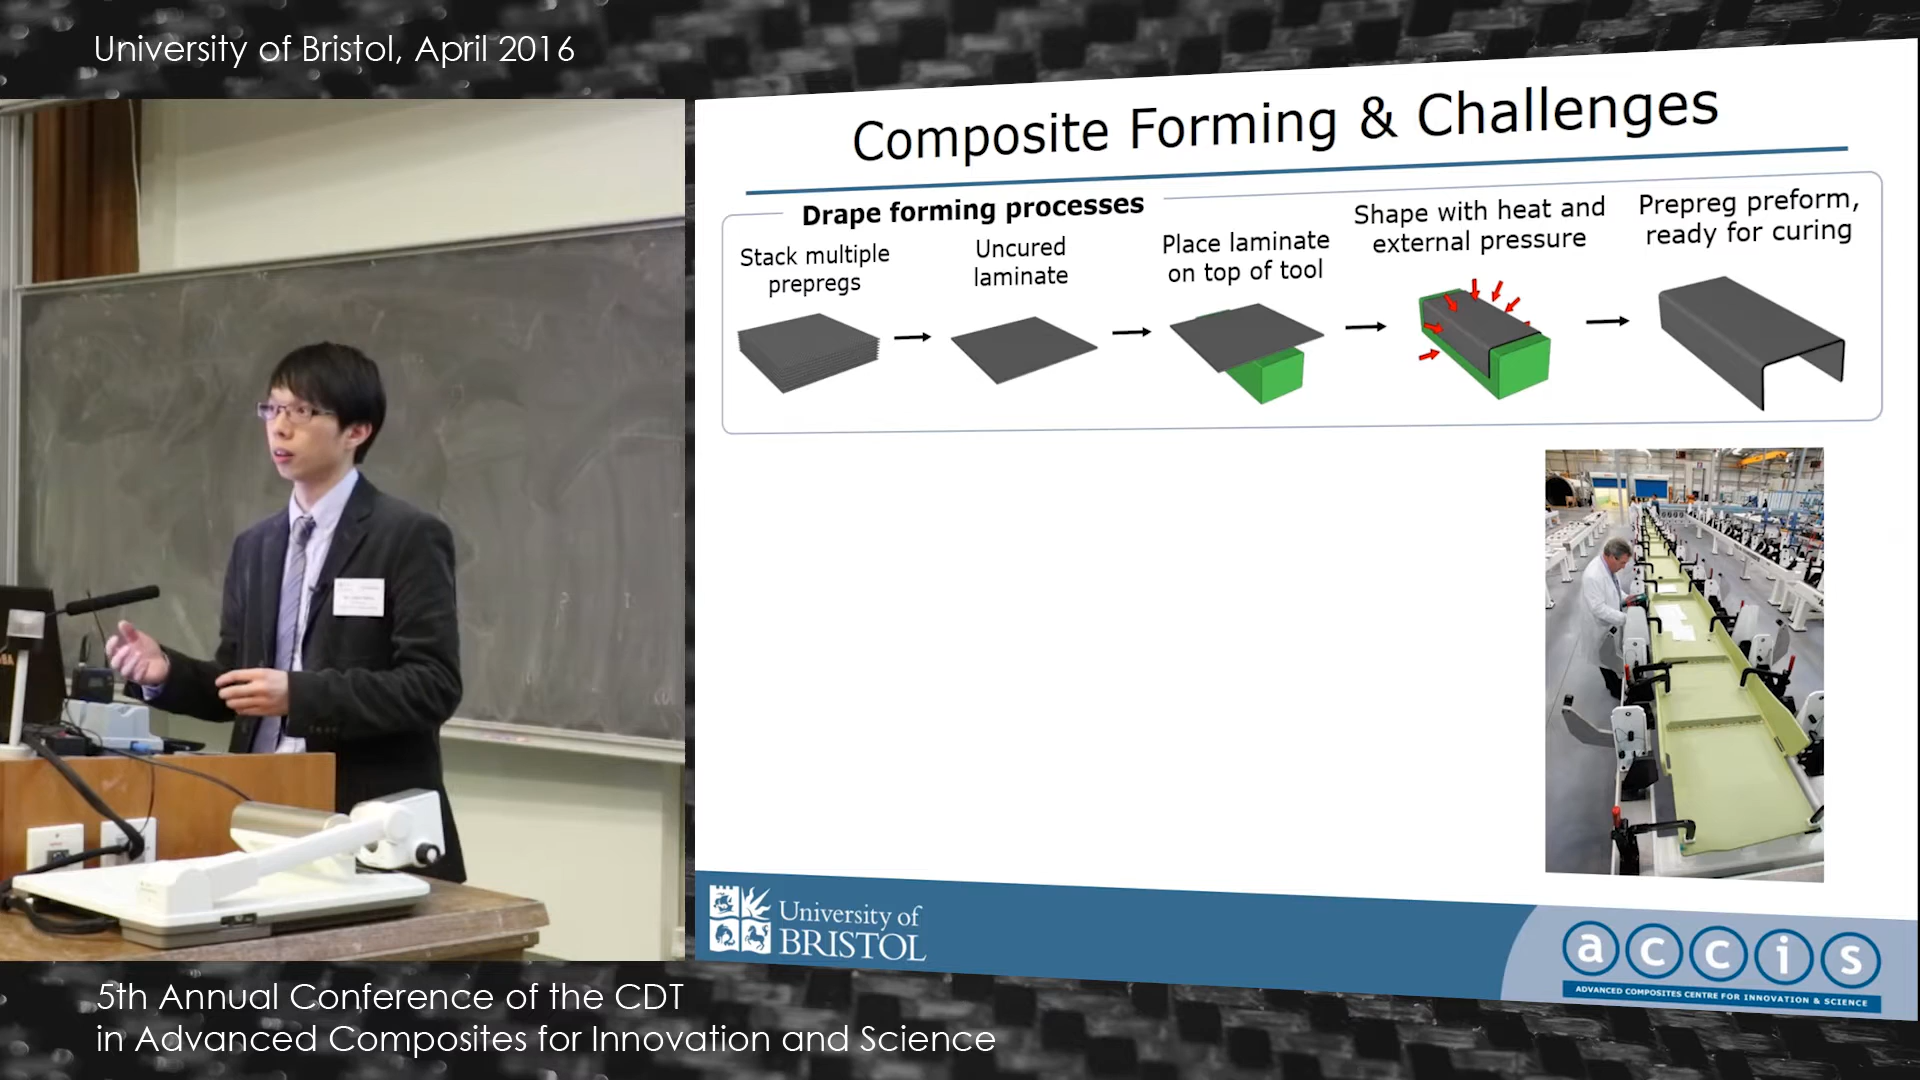 University of Bristol, April 2016
Composite Forming & Challenges
Drape forming processes
Stack multiple
prepregs
Uncured
laminate
Place laminate
on top of tool
Shape with heat and
external pressure
Prepreg preform,
ready for curing
University of
BRISTOL
accis
ADVANCED COMPOSITES CENTRE FOR INNOVATION & SCIENCE
5th Annual Conference of the CDT
in Advanced Composites for Innovation and Science